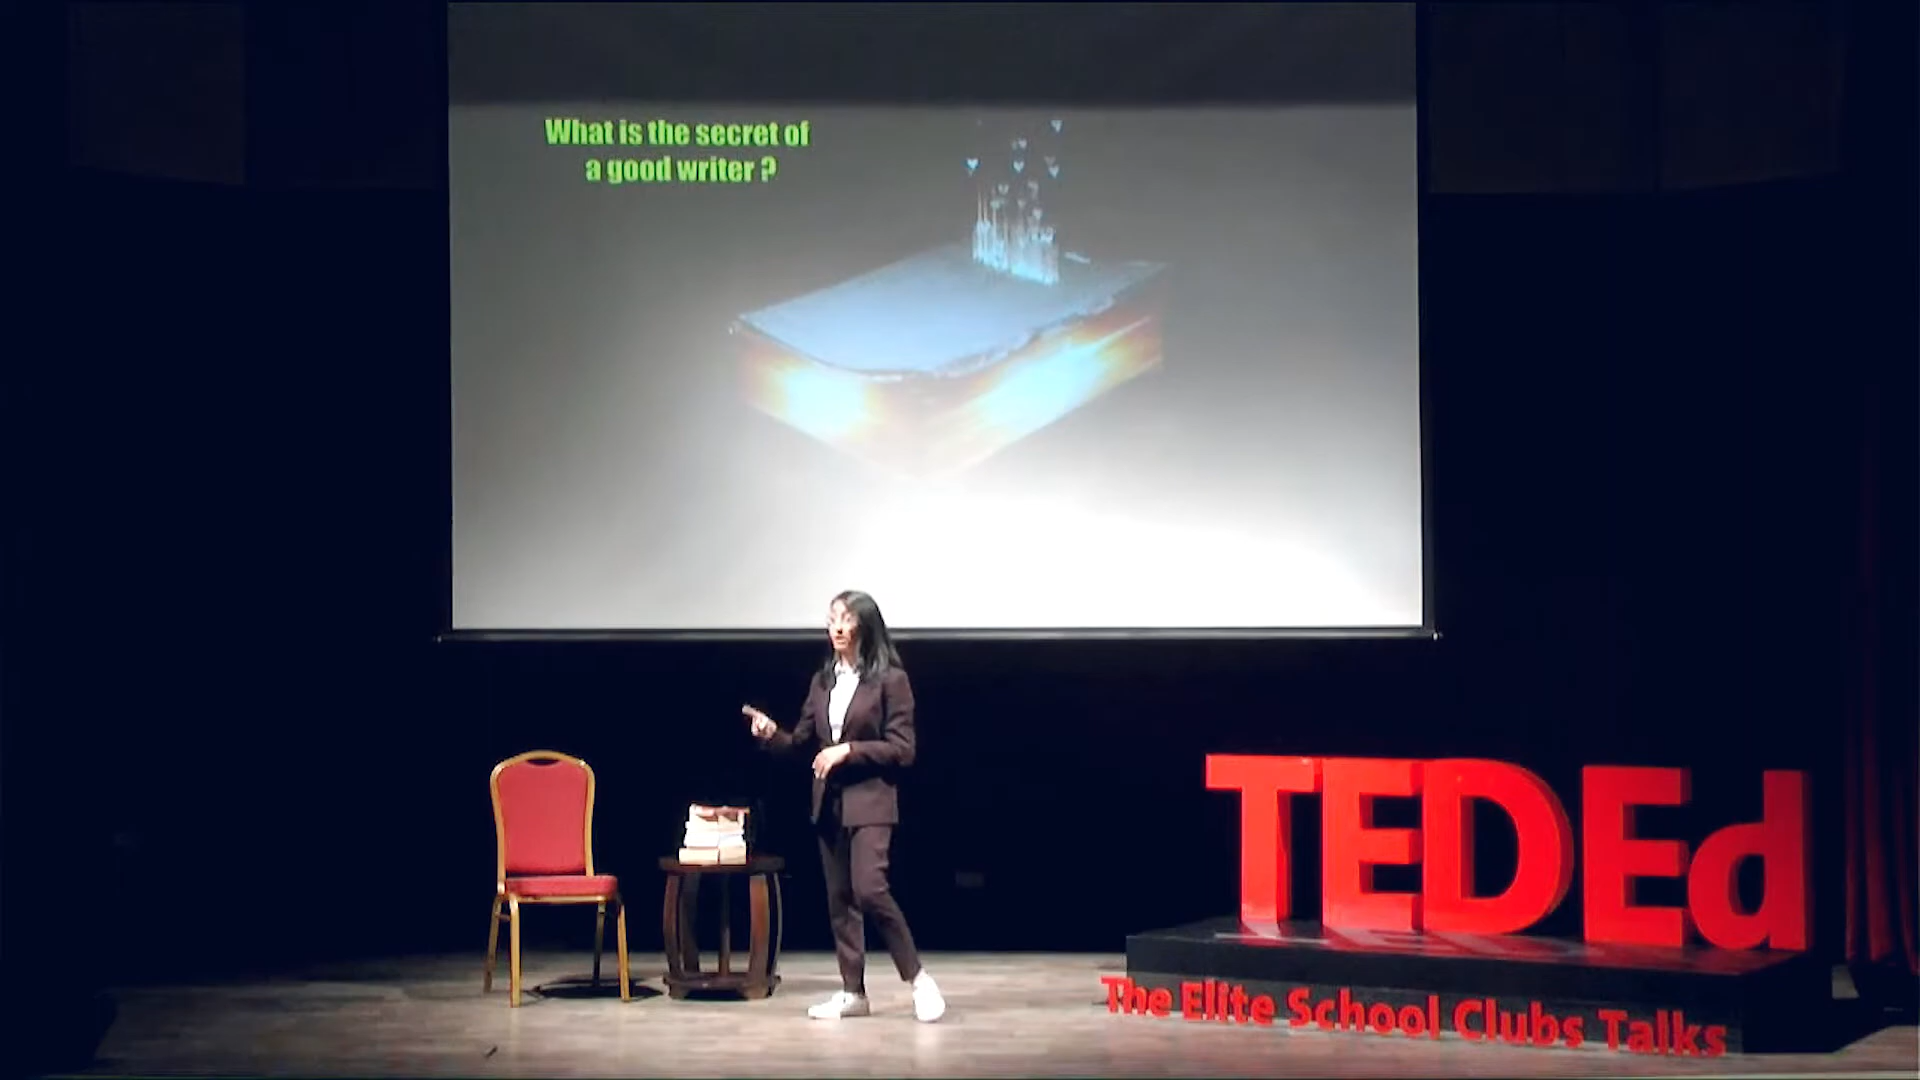 What is the secret of
a good writer ?
TEDEd
The Elite School Clubs Talks